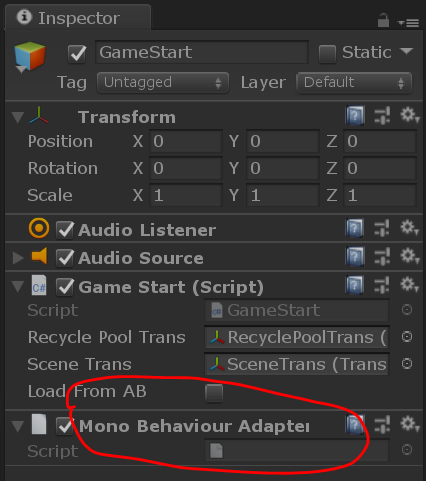 Inspector
GameStart Static
Tag Untagged Layer Default
Transform
Position X 0 Y 0 Z 0
Rotation X 0 Y 0 Z 0
Scale X 1 Y 1 Z 1
Audio Listener
Audio Source
C# Game Start (Script)
Script GameStart
Recycle Pool Trans RecyclePoolTrans (
Scene Trans SceneTrans (Trans
Load From AB
Mono Behaviour Adapter
Script